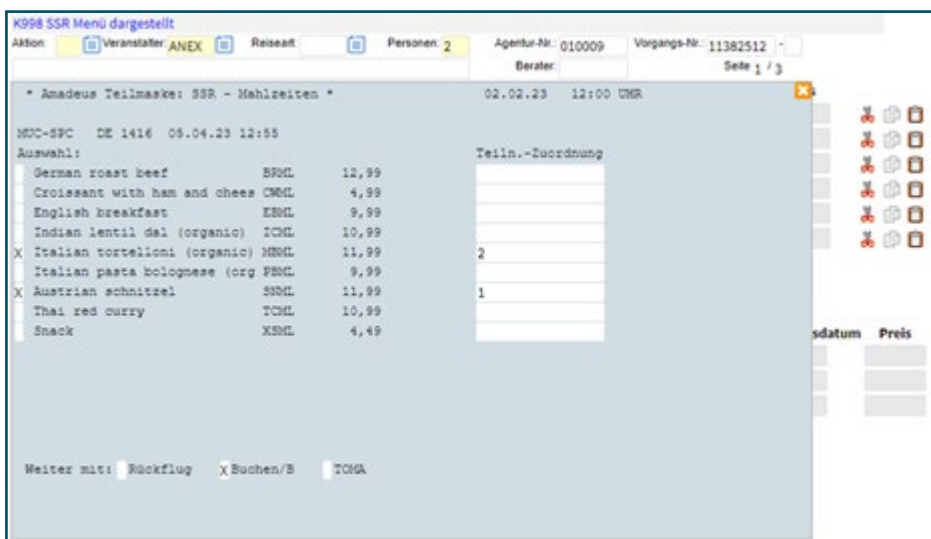 K998 SSR Menü dargestellt
Aktion: Veranstalter: ANEX Reiseart: Personen: 2 Agentur-Nr.: 010009 Vorgangs-Nr.: 11382512 -
Berater: Seite 1 / 3
* Amadeus Teilmaske: SSR - Mahlzeiten * 02.02.23 12:00 UHR
MUC-SPC DE 1416 05.04.23 12:55
Auswahl: Teiln.-Zuordnung
German roast beef BRML 12,99
Croissant with ham and chees CWML 4,99
English breakfast EBML 9,99
Indian lentil dal (organic) ICML 10,99
X Italian tortelloni (organic) 11,99 2
Italian pasta bolognese (org PBML 9,99
X Austrian schnitzel SSML 11,99 1
Thai red curry TCML 10,99
Snack XSML 4,49
sdatum Preis
Weiter mit: Rückflug X Buchen/B TOMA